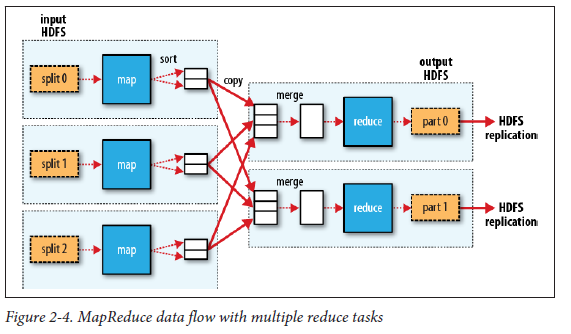 input
HDFS
split 0
map
sort
copy
merge
reduce
output
HDFS
part 0
HDFS
replication
split 1
map
merge
reduce
part 1
HDFS
replication
split 2
map
Figure 2-4. MapReduce data flow with multiple reduce tasks